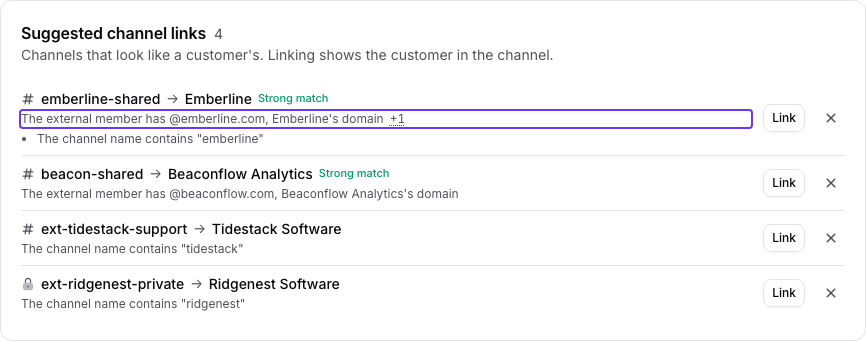 Suggested channel links 4
Channels that look like a customer's. Linking shows the customer in the channel.
# emberline-shared → Emberline Strong match
The external member has @emberline.com, Emberline's domain +1
• The channel name contains "emberline"
Link ✕
# beacon-shared → Beaconflow Analytics Strong match
The external member has @beaconflow.com, Beaconflow Analytics's domain
Link ✕
# ext-tidestack-support → Tidestack Software
The channel name contains "tidestack"
Link ✕
ext-ridgenest-private → Ridgenest Software
The channel name contains "ridgenest"
Link ✕